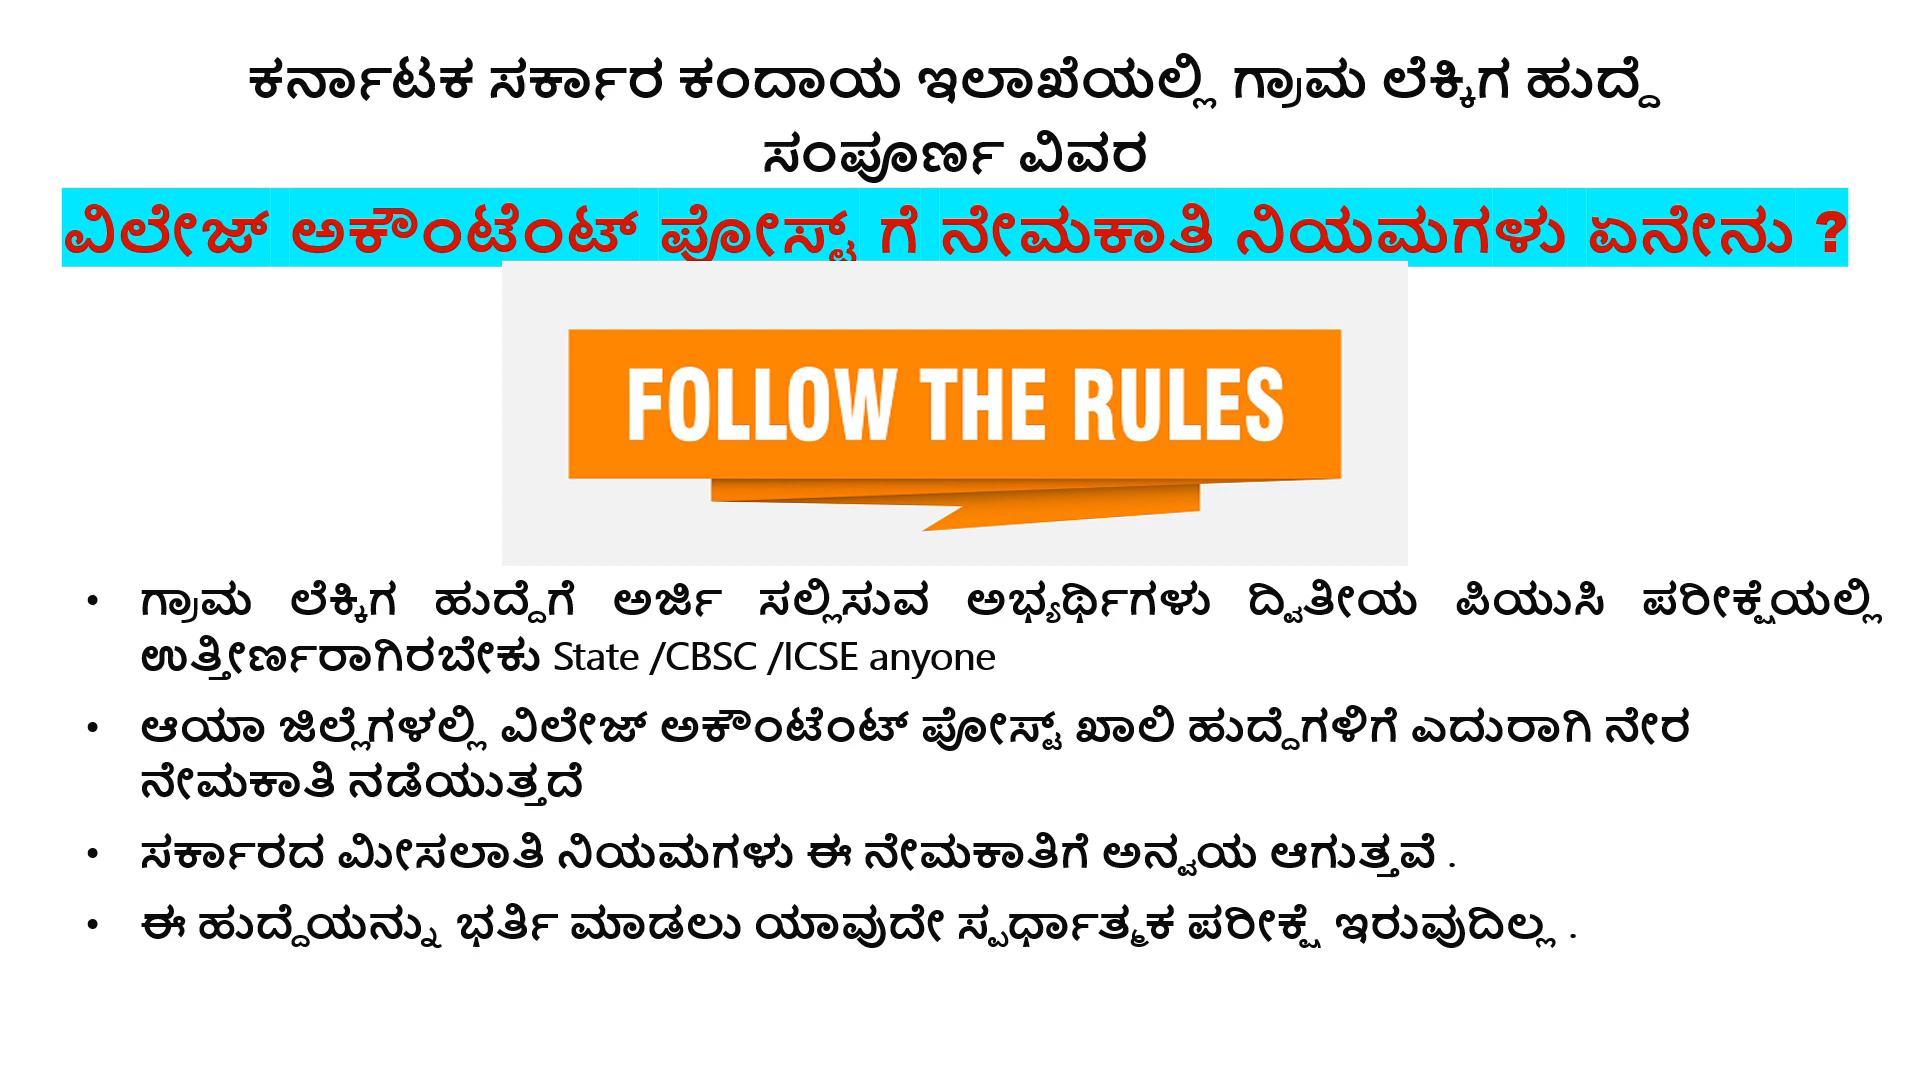 ಕರ್ನಾಟಕ ಸರ್ಕಾರ ಕಂದಾಯ ಇಲಾಖೆಯಲ್ಲಿ ಗ್ರಾಮ ಲೆಕ್ಕಿಗ ಹುದ್ದೆ
ಸಂಪೂರ್ಣ ವಿವರ
ವಿಲೇಜ್ ಅಕೌಂಟೆಂಟ್ ಪೋಸ್ಟ್ ಗೆ ನೇಮಕಾತಿ ನಿಯಮಗಳು ಏನೇನು ?
FOLLOW THE RULES
• ಗ್ರಾಮ ಲೆಕ್ಕಿಗ ಹುದ್ದೆಗೆ ಅರ್ಜಿ ಸಲ್ಲಿಸುವ ಅಭ್ಯರ್ಥಿಗಳು ದ್ವಿತೀಯ ಪಿಯುಸಿ ಪರೀಕ್ಷೆಯಲ್ಲಿ
ಉತ್ತೀರ್ಣರಾಗಿರಬೇಕು State /CBSC /ICSE anyone
• ಆಯಾ ಜಿಲ್ಲೆಗಳಲ್ಲಿ ವಿಲೇಜ್ ಅಕೌಂಟೆಂಟ್ ಪೋಸ್ಟ್ ಖಾಲಿ ಹುದ್ದೆಗಳಿಗೆ ಎದುರಾಗಿ ನೇರ
ನೇಮಕಾತಿ ನಡೆಯುತ್ತದೆ
• ಸರ್ಕಾರದ ಮೀಸಲಾತಿ ನಿಯಮಗಳು ಈ ನೇಮಕಾತಿಗೆ ಅನ್ವಯ ಆಗುತ್ತವೆ .
• ಈ ಹುದ್ದೆಯನ್ನು ಭರ್ತಿ ಮಾಡಲು ಯಾವುದೇ ಸ್ಪರ್ಧಾತ್ಮಕ ಪರೀಕ್ಷೆ ಇರುವುದಿಲ್ಲ .